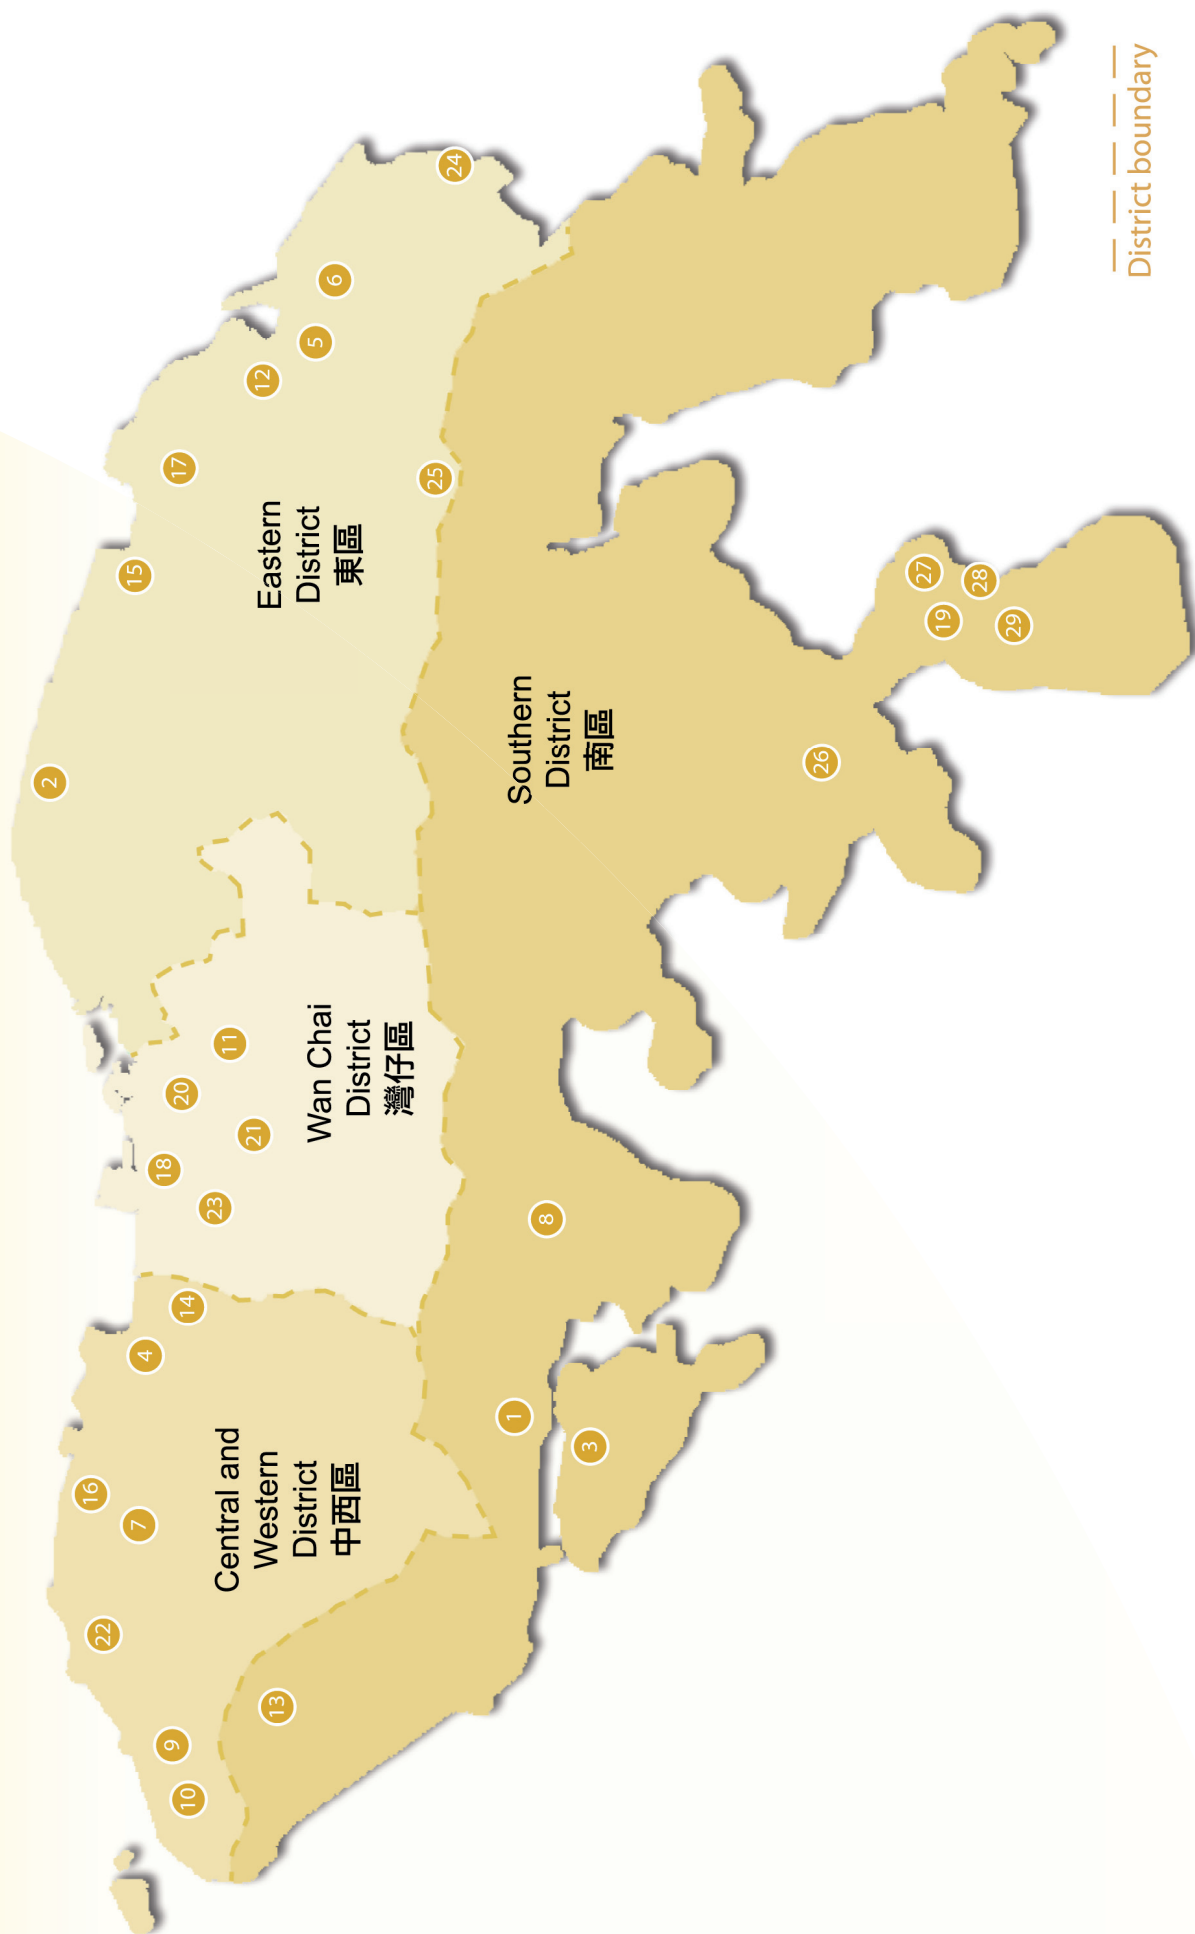 2
16
22
15
7
4
18
9
17
20
10
14
23
11
Central and
Western
District
中西區
21
12
Eastern
District
東區
13
5
6
Wan Chai
District
灣仔區
25
24
1
Southern
District
南區
8
3
26
27
19
28
29
District boundary